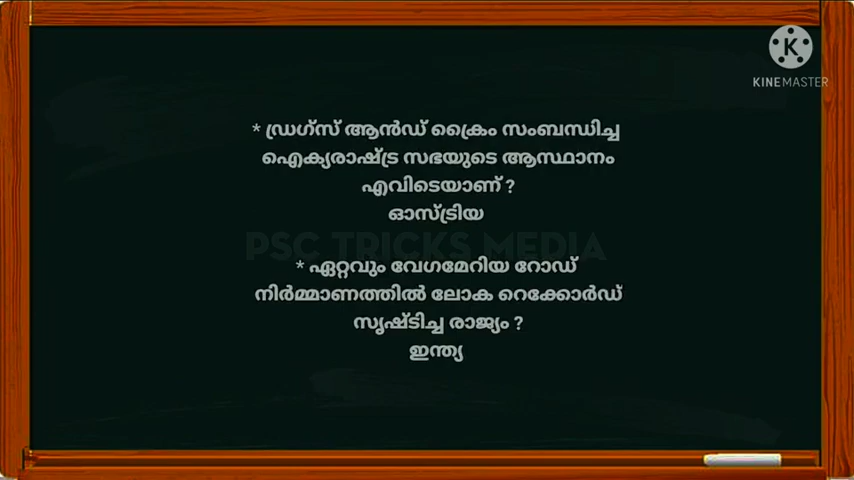 K
KINEMASTER
* ഡ്രഗ്സ് ആൻഡ് ക്രൈം സംബന്ധിച്ച
ഐക്യരാഷ്ട്ര സഭയുടെ ആസ്ഥാനം
എവിടെയാണ് ?
ഓസ്ട്രിയ
PSC TRICKS MEDIA
* ഏറ്റവും വേഗമേറിയ റോഡ്
നിർമ്മാണത്തിൽ ലോക റെക്കോർഡ്
സൃഷ്ടിച്ച രാജ്യം ?
ഇന്ത്യ